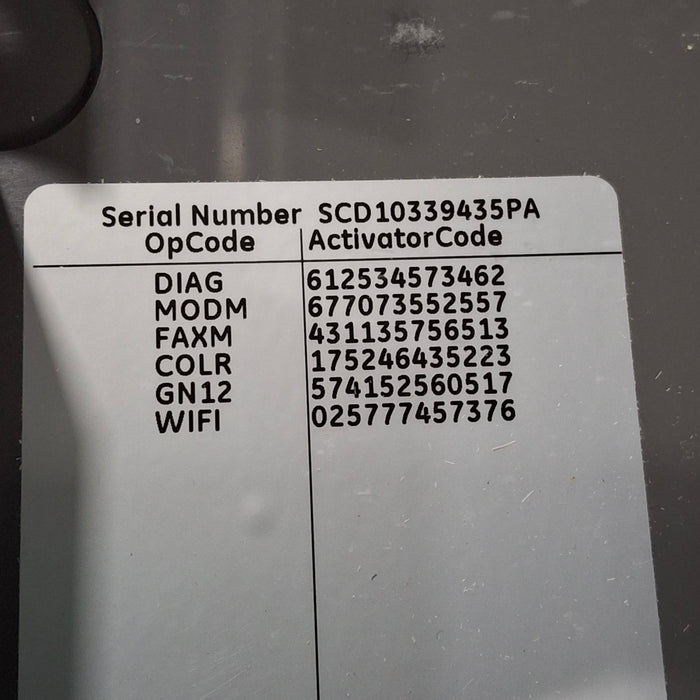 Serial Number SCD10339435PA
OpCode ActivatorCode
DIAG 612534573462
MODM 677073552557
FAXM 431135756513
COLR 175246435223
GN12 574152560517
WIFI 025777457376